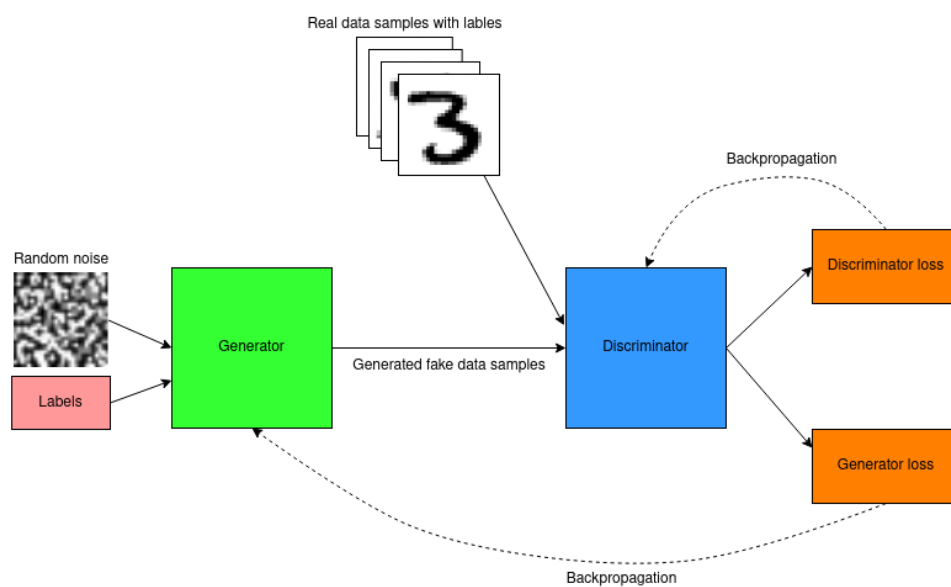 Real data samples with lables
Backpropagation
Random noise
Discriminator loss
Generator
Discriminator
Generated fake data samples
Labels
Generator loss
Backpropagation
3